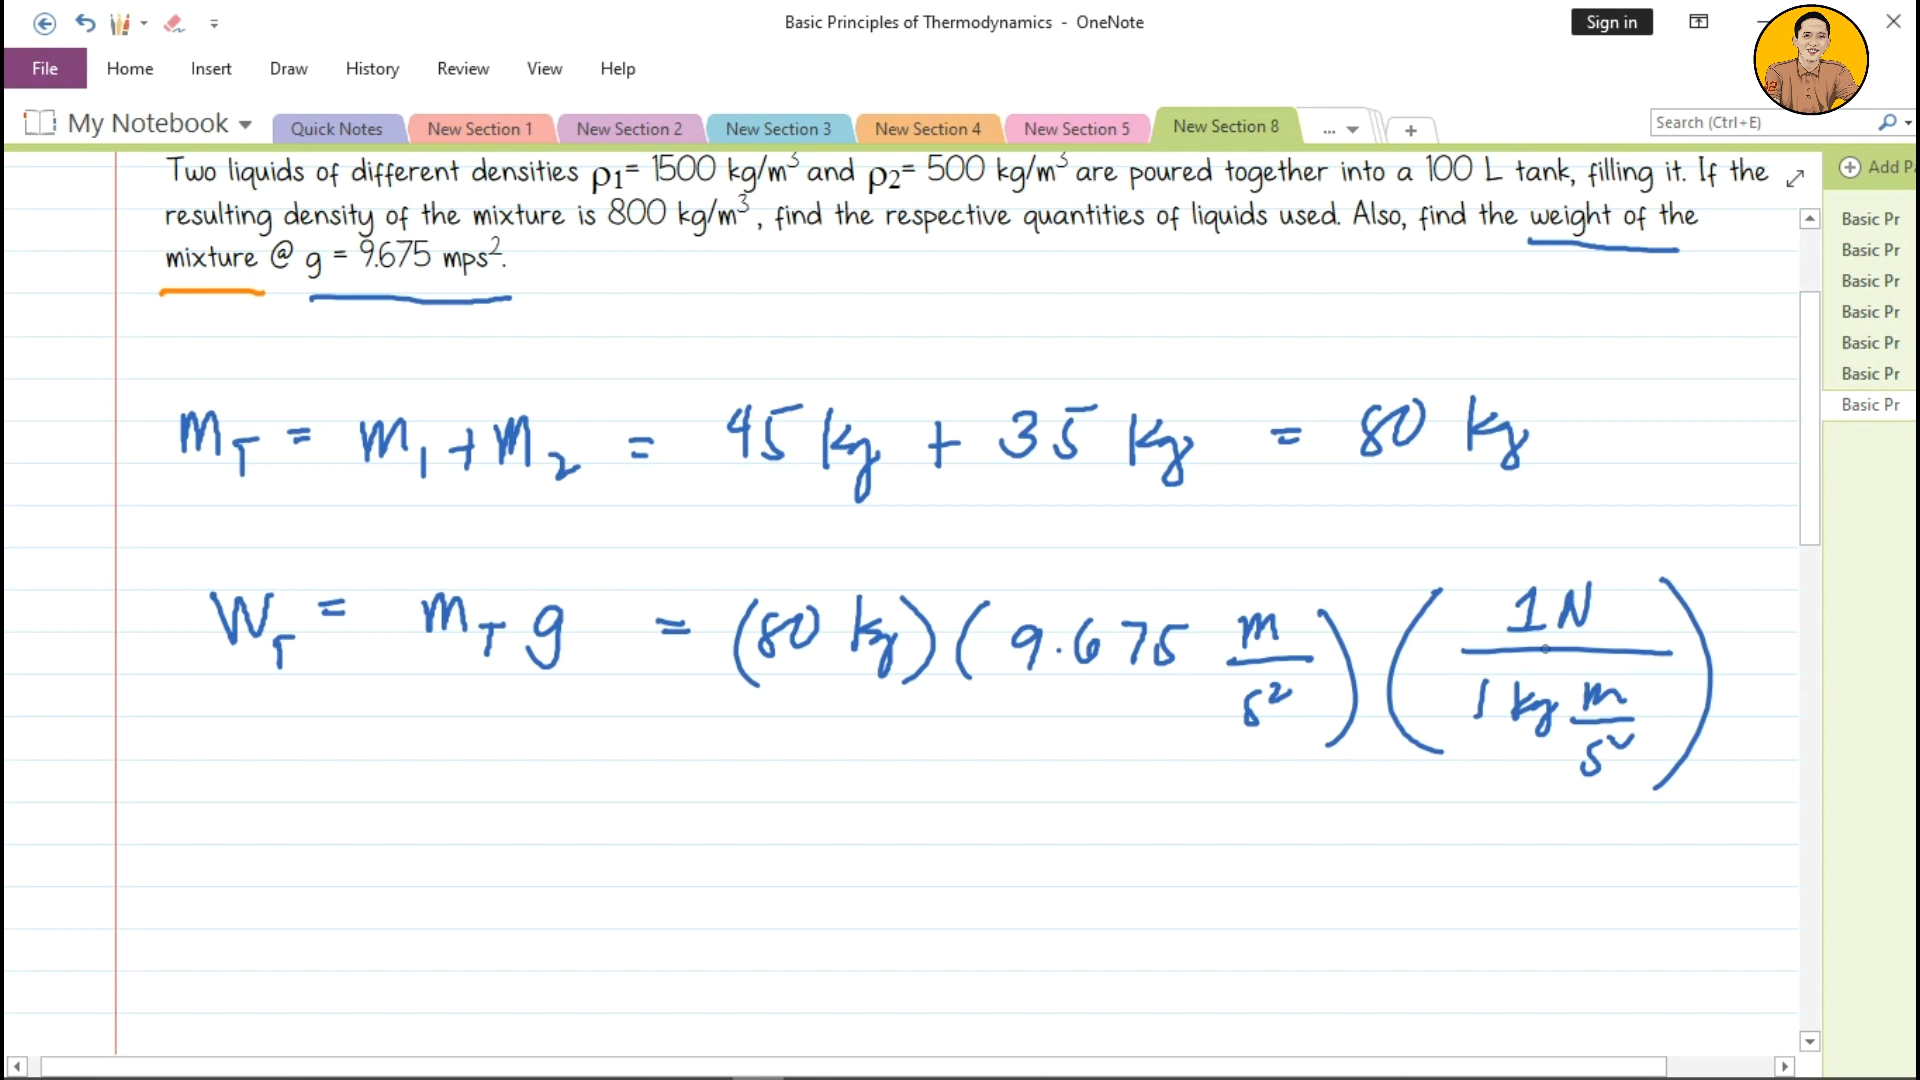 Basic Principles of Thermodynamics - OneNote
Sign in
File Home Insert Draw History Review View Help
My Notebook Quick Notes New Section 1 New Section 2 New Section 3 New Section 4 New Section 5 New Section 8 ... + Search (Ctrl+E)
Two liquids of different densities ρ1= 1500 kg/m³ and ρ2= 500 kg/m³ are poured together into a 100 L tank, filling it. If the
resulting density of the mixture is 800 kg/m³, find the respective quantities of liquids used. Also, find the weight of the
mixture @ g = 9.675 mps².
Add P
Basic Pr
Basic Pr
Basic Pr
Basic Pr
Basic Pr
Basic Pr
Basic Pr
m_T = m_1 + m_2 = 45 kg + 35 kg = 80 kg
W_T = m_T g = (80 kg)(9.675 m/s²)(1N / 1 kg m/s²)